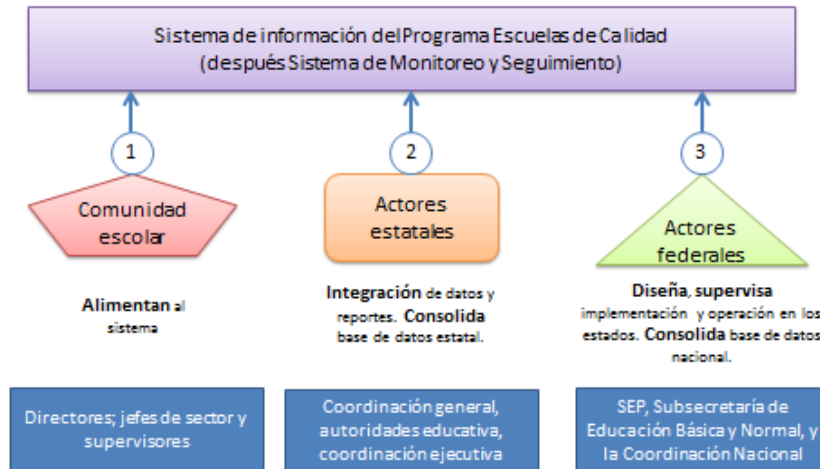 Sistema de información del Programa Escuelas de Calidad
(después Sistema de Monitoreo y Seguimiento)
1
2
3
Comunidad
escolar
Actores
estatales
Actores
federales
Alimentan al
sistema
Integración de datos y
reportes. Consolida
base de datos estatal.
Diseña, supervisa
implementación y operación en los
estados. Consolida base de datos
nacional.
Directores; jefes de sector y
supervisores
Coordinación general,
autoridades educativa,
coordinación ejecutiva
SEP, Subsecretaría de
Educación Básica y Normal, y
la Coordinación Nacional